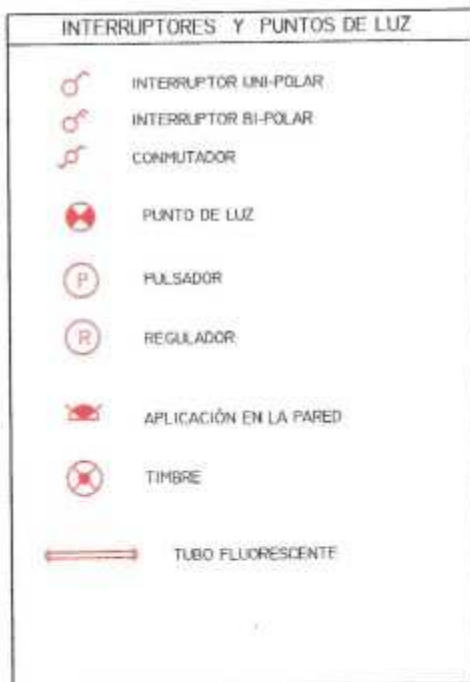 INTERRUPTORES Y PUNTOS DE LUZ
INTERRUPTOR UNI-POLAR
INTERRUPTOR BI-POLAR
CONMUTADOR
PUNTO DE LUZ
P PULSADOR
R REGULADOR
APLICACIÓN EN LA PARED
TIMBRE
TUBO FLUORESCENTE